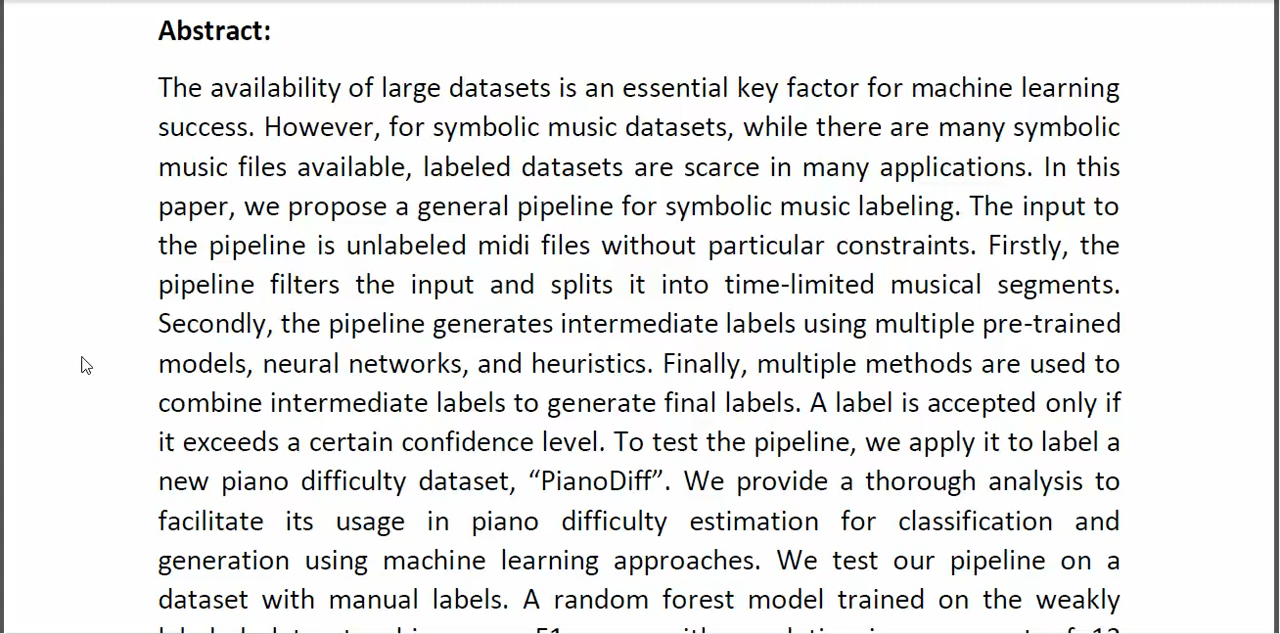 Abstract:
The availability of large datasets is an essential key factor for machine learning
success. However, for symbolic music datasets, while there are many symbolic
music files available, labeled datasets are scarce in many applications. In this
paper, we propose a general pipeline for symbolic music labeling. The input to
the pipeline is unlabeled midi files without particular constraints. Firstly, the
pipeline filters the input and splits it into time-limited musical segments.
Secondly, the pipeline generates intermediate labels using multiple pre-trained
models, neural networks, and heuristics. Finally, multiple methods are used to
combine intermediate labels to generate final labels. A label is accepted only if
it exceeds a certain confidence level. To test the pipeline, we apply it to label a
new piano difficulty dataset, “PianoDiff”. We provide a thorough analysis to
facilitate its usage in piano difficulty estimation for classification and
generation using machine learning approaches. We test our pipeline on a
dataset with manual labels. A random forest model trained on the weakly